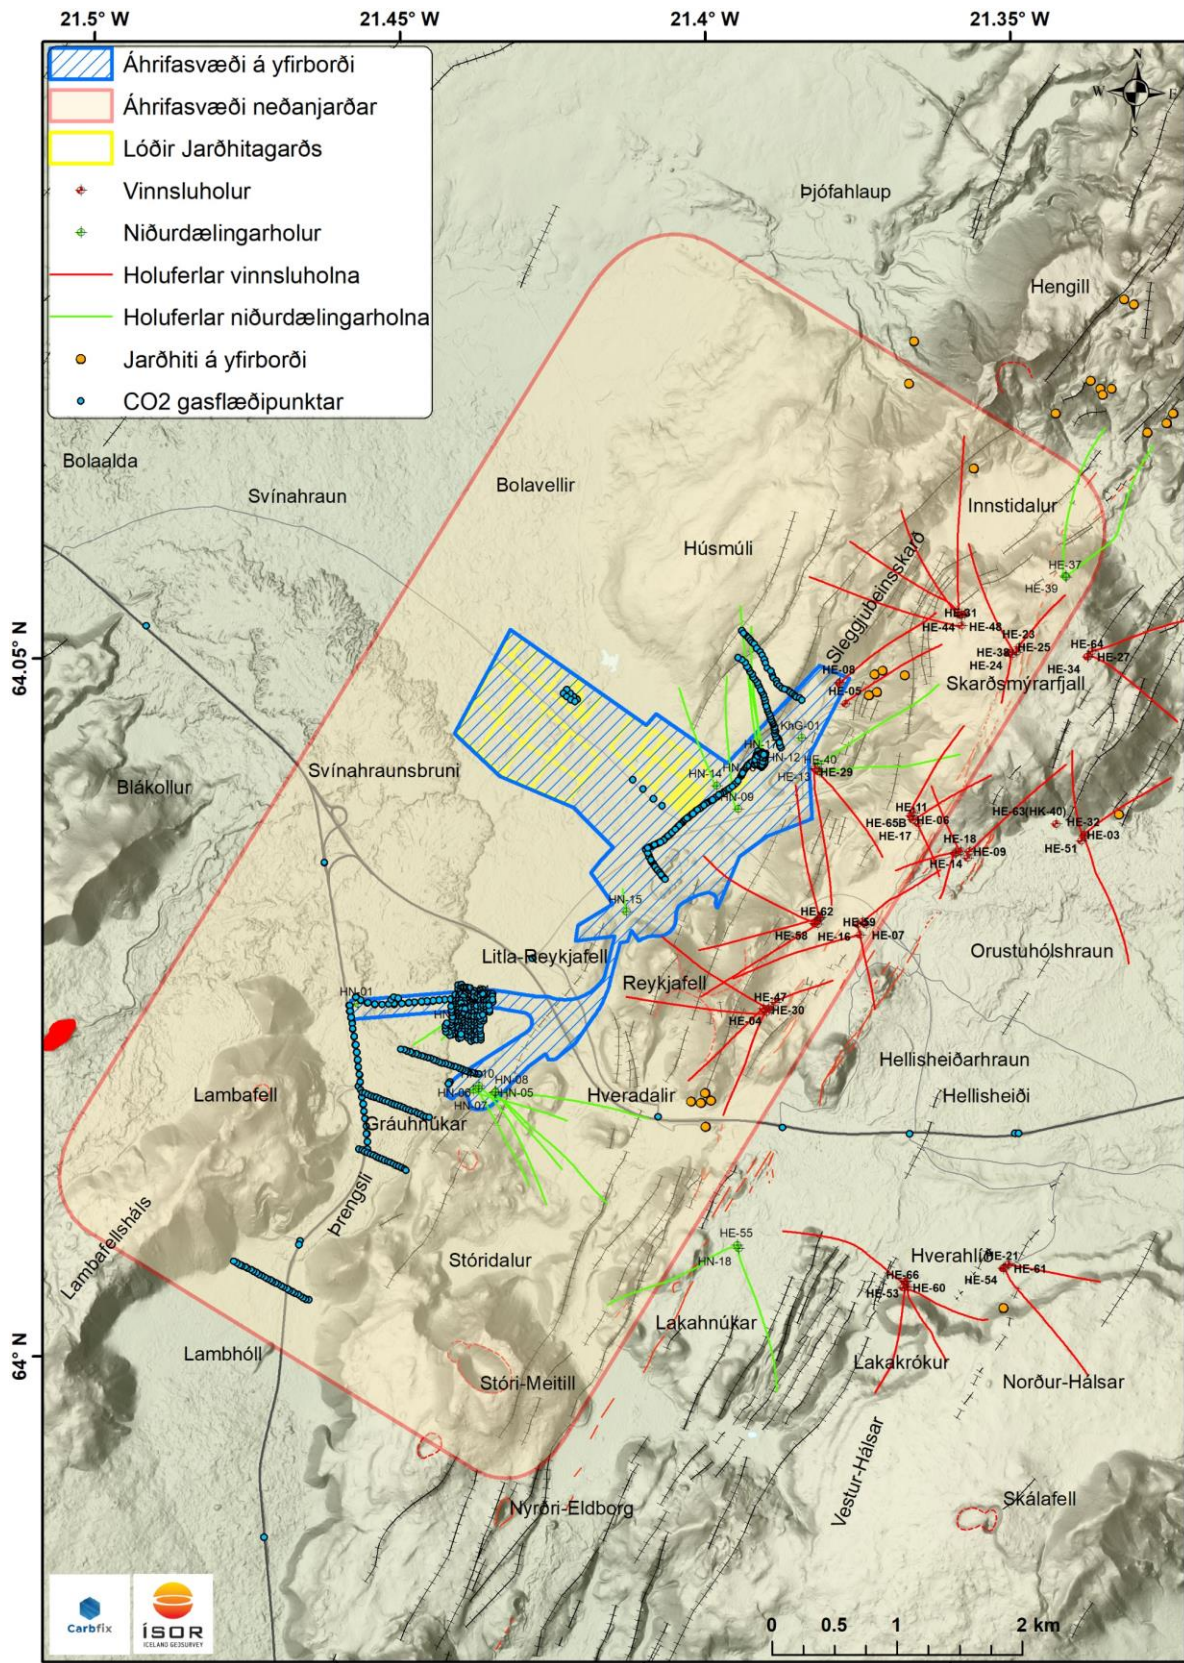 21.5° W
21.45° W
21.4° W
21.35° W
Áhrifasvæði á yfirborði
Áhrifasvæði neðanjarðar
Lóðir Jarðhitagarðs
Vinnsluholur
Niðurdælingarholur
Holuferlar vinnsluholna
Holuferlar niðurdælingarholna
Jarðhiti á yfirborði
CO2 gasflæðipunktar
N
W
E
S
Þjófahlaup
Hengill
Bolaalda
Svínahraun
Bolavellir
Innstidalur
Húsmúli
Sleggjubeinsskarð
HE-37
HE-39
HE-31
HE-44
HE-48
HE-23
HE-25
HE-38
HE-24
HE-64
HE-27
HE-34
64.05° N
HE-08
HE-05
Skarðsmýrarfjall
KhG-01
HN-12
HN-14
HE-40
HE-13
HE-29
HN-09
Svínahraunsbruni
Blákollur
HE-11
HE-65B
HE-06
HE-17
HE-63(HK-40)
HE-32
HE-03
HE-51
HE-18
HE-09
HE-14
HN-15
HE-62
HE-58
HE-16
HE-07
Orustuhólshraun
Litla-Reykjafell
Reykjafell
HN-01
HE-47
HE-30
HE-04
Hellisheiðarhraun
Hellisheiði
Lambafell
HN-08
HN-05
HN-07
Hveradalir
Gráuhnúkar
Þrengsli
Lambafellsháls
Stóridalur
HE-55
HN-18
Hverahlíð
HE-21
HE-61
HE-54
HE-66
HE-53
HE-60
Lakahnúkar
Lambhóll
64° N
Stóri-Meitill
Lakakrókur
Norður-Hálsar
Vestur-Hálsar
Nyrðri-Eldborg
Skálafell
Carbfix
ÍSOR
ICELAND GEOSURVEY
0 0.5 1 2 km